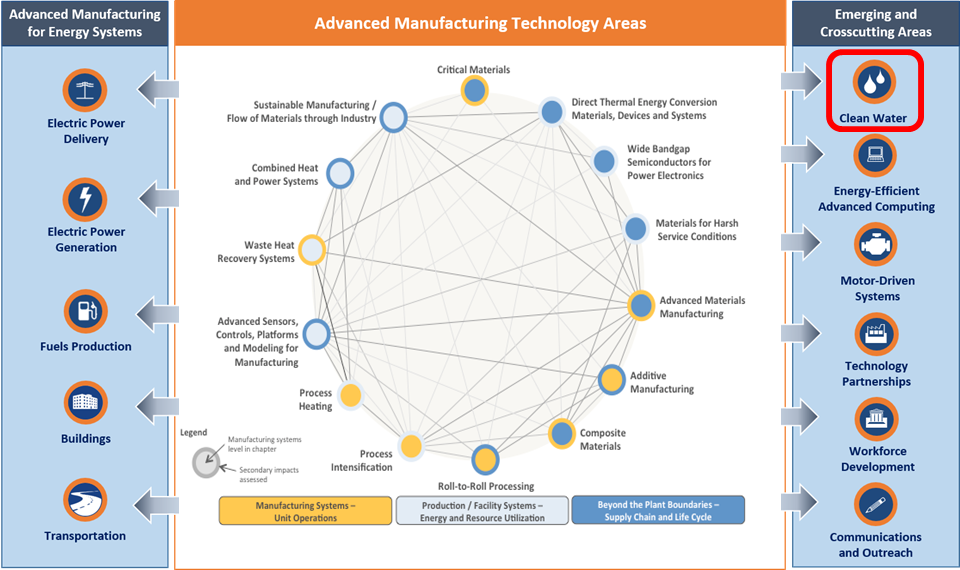 Advanced Manufacturing
for Energy Systems
Electric Power
Delivery
Electric Power
Generation
Fuels Production
Buildings
Transportation
Advanced Manufacturing Technology Areas
Critical Materials
Sustainable Manufacturing /
Flow of Materials through Industry
Direct Thermal Energy Conversion
Materials, Devices and Systems
Combined Heat
and Power Systems
Wide Bandgap
Semiconductors for
Power Electronics
Waste Heat
Recovery Systems
Materials for Harsh
Service Conditions
Advanced Sensors,
Controls, Platforms
and Modeling for
Manufacturing
Advanced Materials
Manufacturing
Process
Heating
Additive
Manufacturing
Process
Intensification
Composite
Materials
Roll-to-Roll Processing
Legend
Manufacturing systems
level in chapter
Secondary impacts
assessed
Manufacturing Systems –
Unit Operations
Production / Facility Systems –
Energy and Resource Utilization
Beyond the Plant Boundaries –
Supply Chain and Life Cycle
Emerging and
Crosscutting Areas
Clean Water
Energy-Efficient
Advanced Computing
Motor-Driven
Systems
Technology
Partnerships
Workforce
Development
Communications
and Outreach